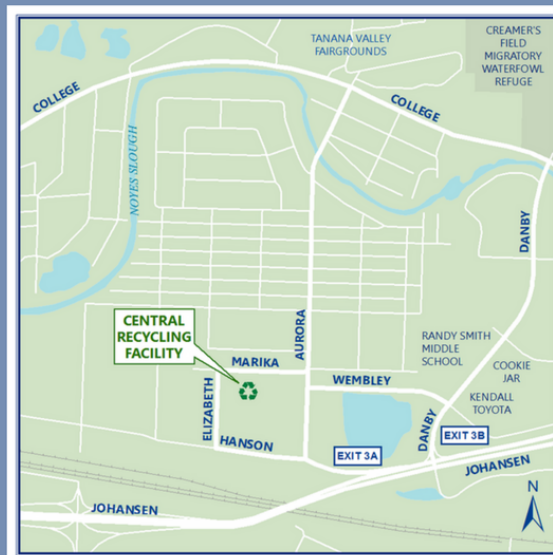 TANANA VALLEY
FAIRGROUNDS
CREAMER'S
FIELD
MIGRATORY
WATERFOWL
REFUGE
COLLEGE
COLLEGE
NOYES SLOUGH
DANBY
CENTRAL
RECYCLING
FACILITY
AURORA
MARIKA
WEMBLEY
RANDY SMITH
MIDDLE
SCHOOL
COOKIE
JAR
KENDALL
TOYOTA
ELIZABETH
HANSON
DANBY
EXIT 3B
EXIT 3A
JOHANSEN
JOHANSEN
N